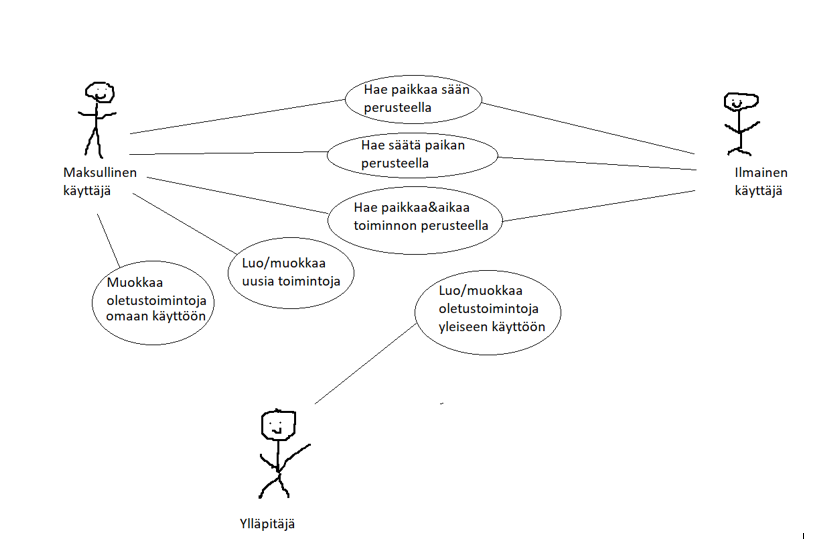 Hae paikkaa sään
perusteella
Hae säätä paikan
perusteella
Maksullinen
käyttäjä
Ilmainen
käyttäjä
Hae paikkaa&aikaa
toiminnon perusteella
Luo/muokkaa
uusia toimintoja
Muokkaa
oletustoimintoja
omaan käyttöön
Luo/muokkaa
oletustoimintoja
yleiseen käyttöön
Ylläpitäjä